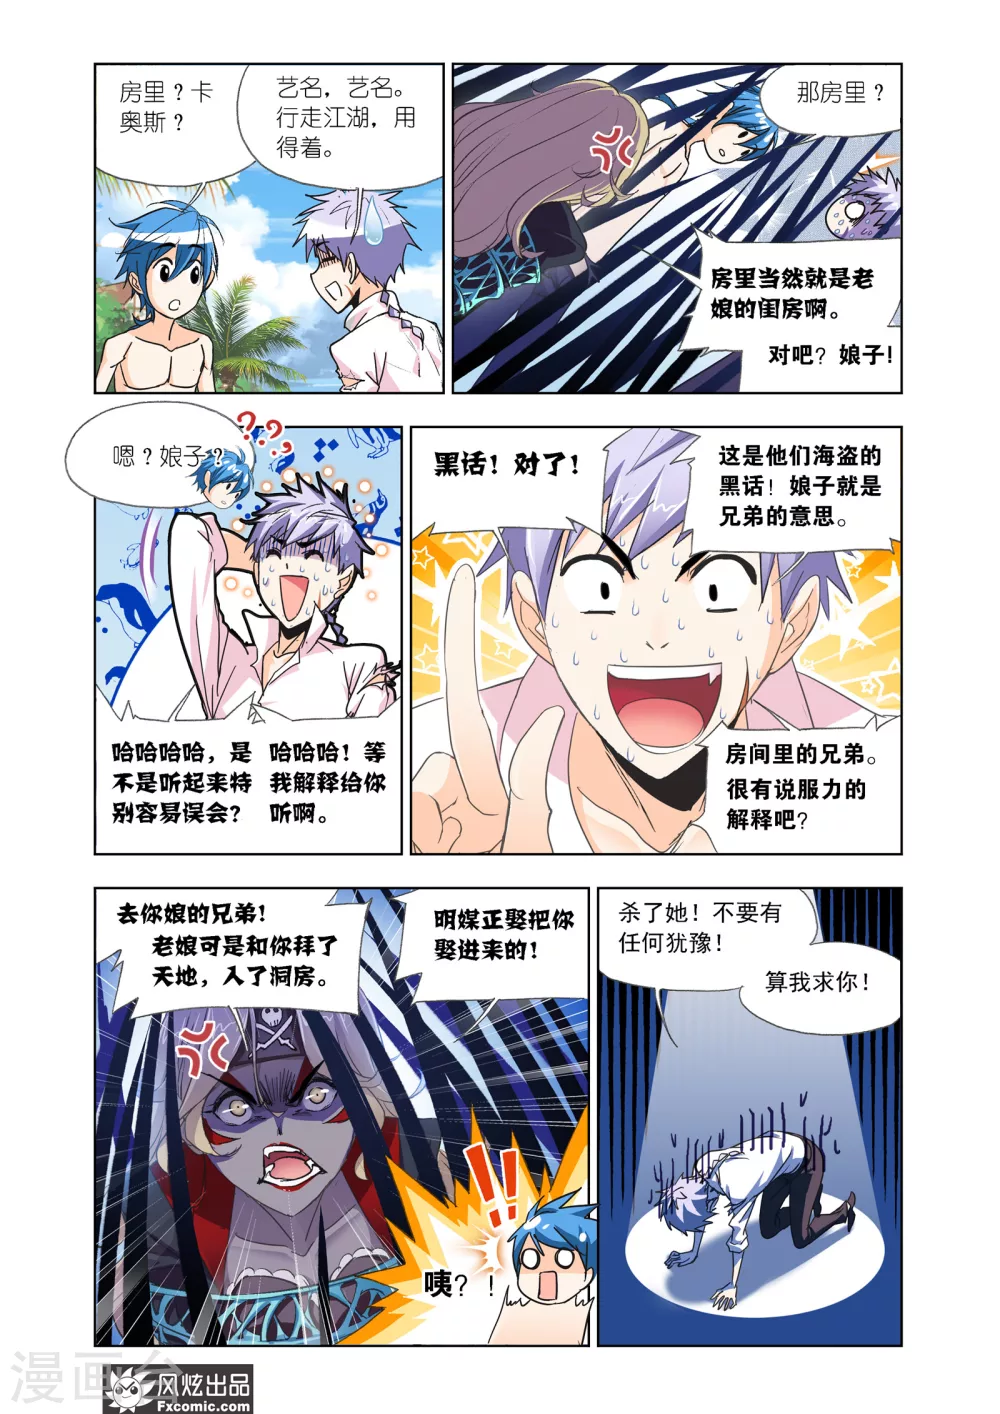 房里？卡
奥斯？
艺名，艺名。
行走江湖，用
得着。
那房里？
房里当然就是老
娘的闺房啊。
对吧？娘子！
嗯？娘子？
？？？
哈哈哈哈，是
不是听起来特
别容易误会？
哈哈哈！等
我解释给你
听啊。
黑话！对了！
这是他们海盗的
黑话！娘子就是
兄弟的意思。
房间里的兄弟。
很有说服力的
解释吧？
去你娘的兄弟！
老娘可是和你拜了
天地，入了洞房。
明媒正娶把你
娶进来的！
!!
咦？！
杀了她！不要有
任何犹豫！
算我求你！
漫画台
风炫出品
Fxcomic.com